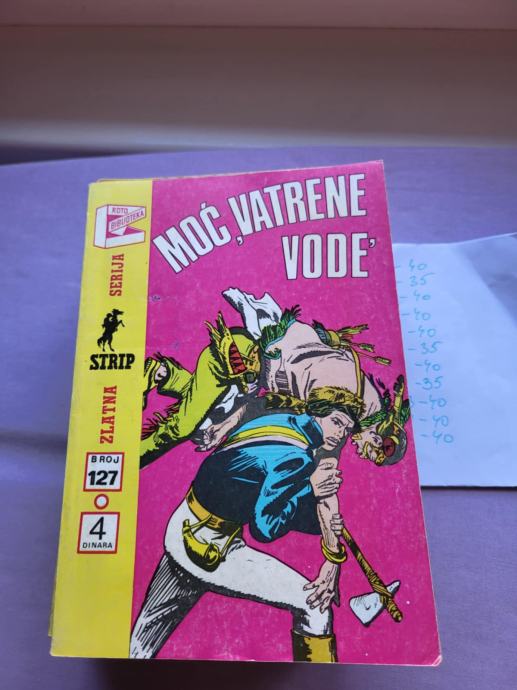 ROTO
BIBLIOTEKA
ZLATNA STRIP SERIJA
BROJ
127
4
DINARA
MOĆ ‚VATRENE
VODE’
-40
35
-40
-40
-40
-35
-40
-35
-40
-40
-40